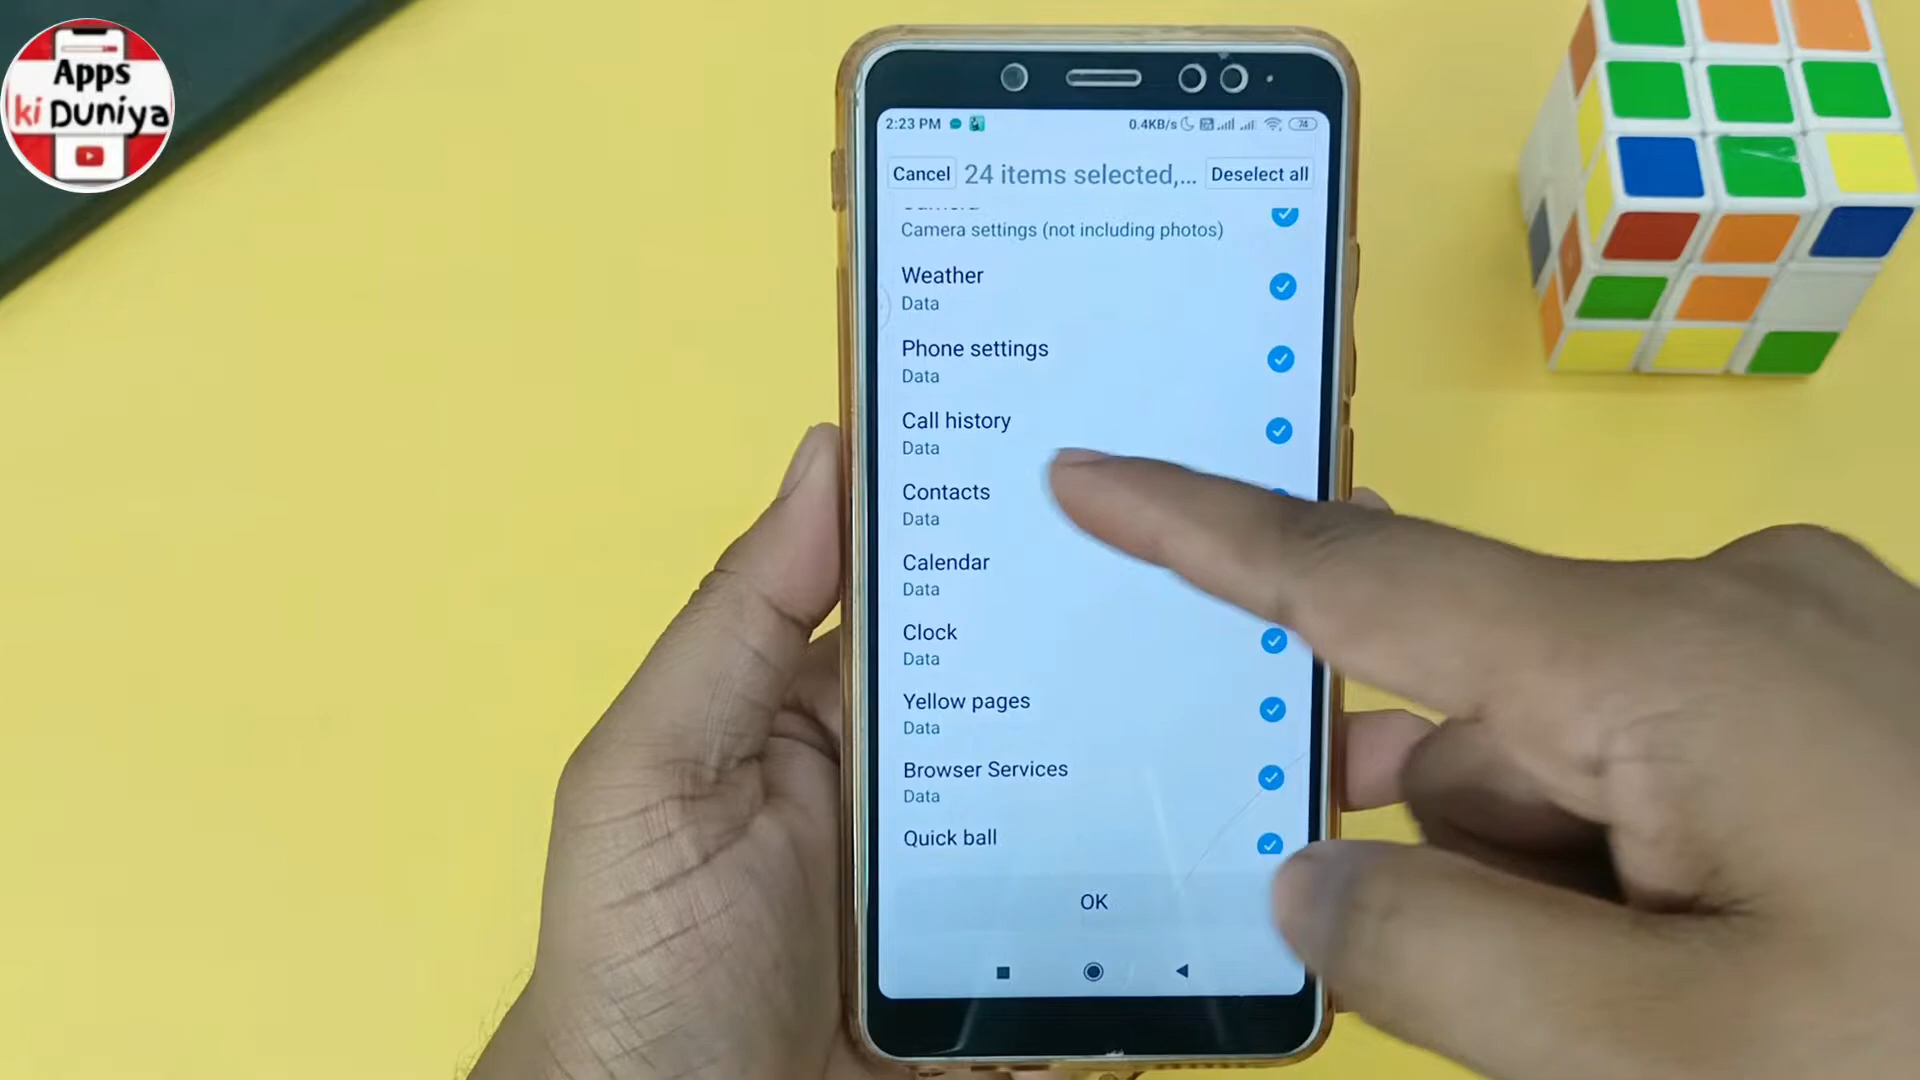 Apps
ki Duniya
2:23 PM
0.4KB/s
74
Cancel
24 items selected,...
Deselect all
Camera settings (not including photos)
Weather
Data
Phone settings
Data
Call history
Data
Contacts
Data
Calendar
Data
Clock
Data
Yellow pages
Data
Browser Services
Data
Quick ball
OK